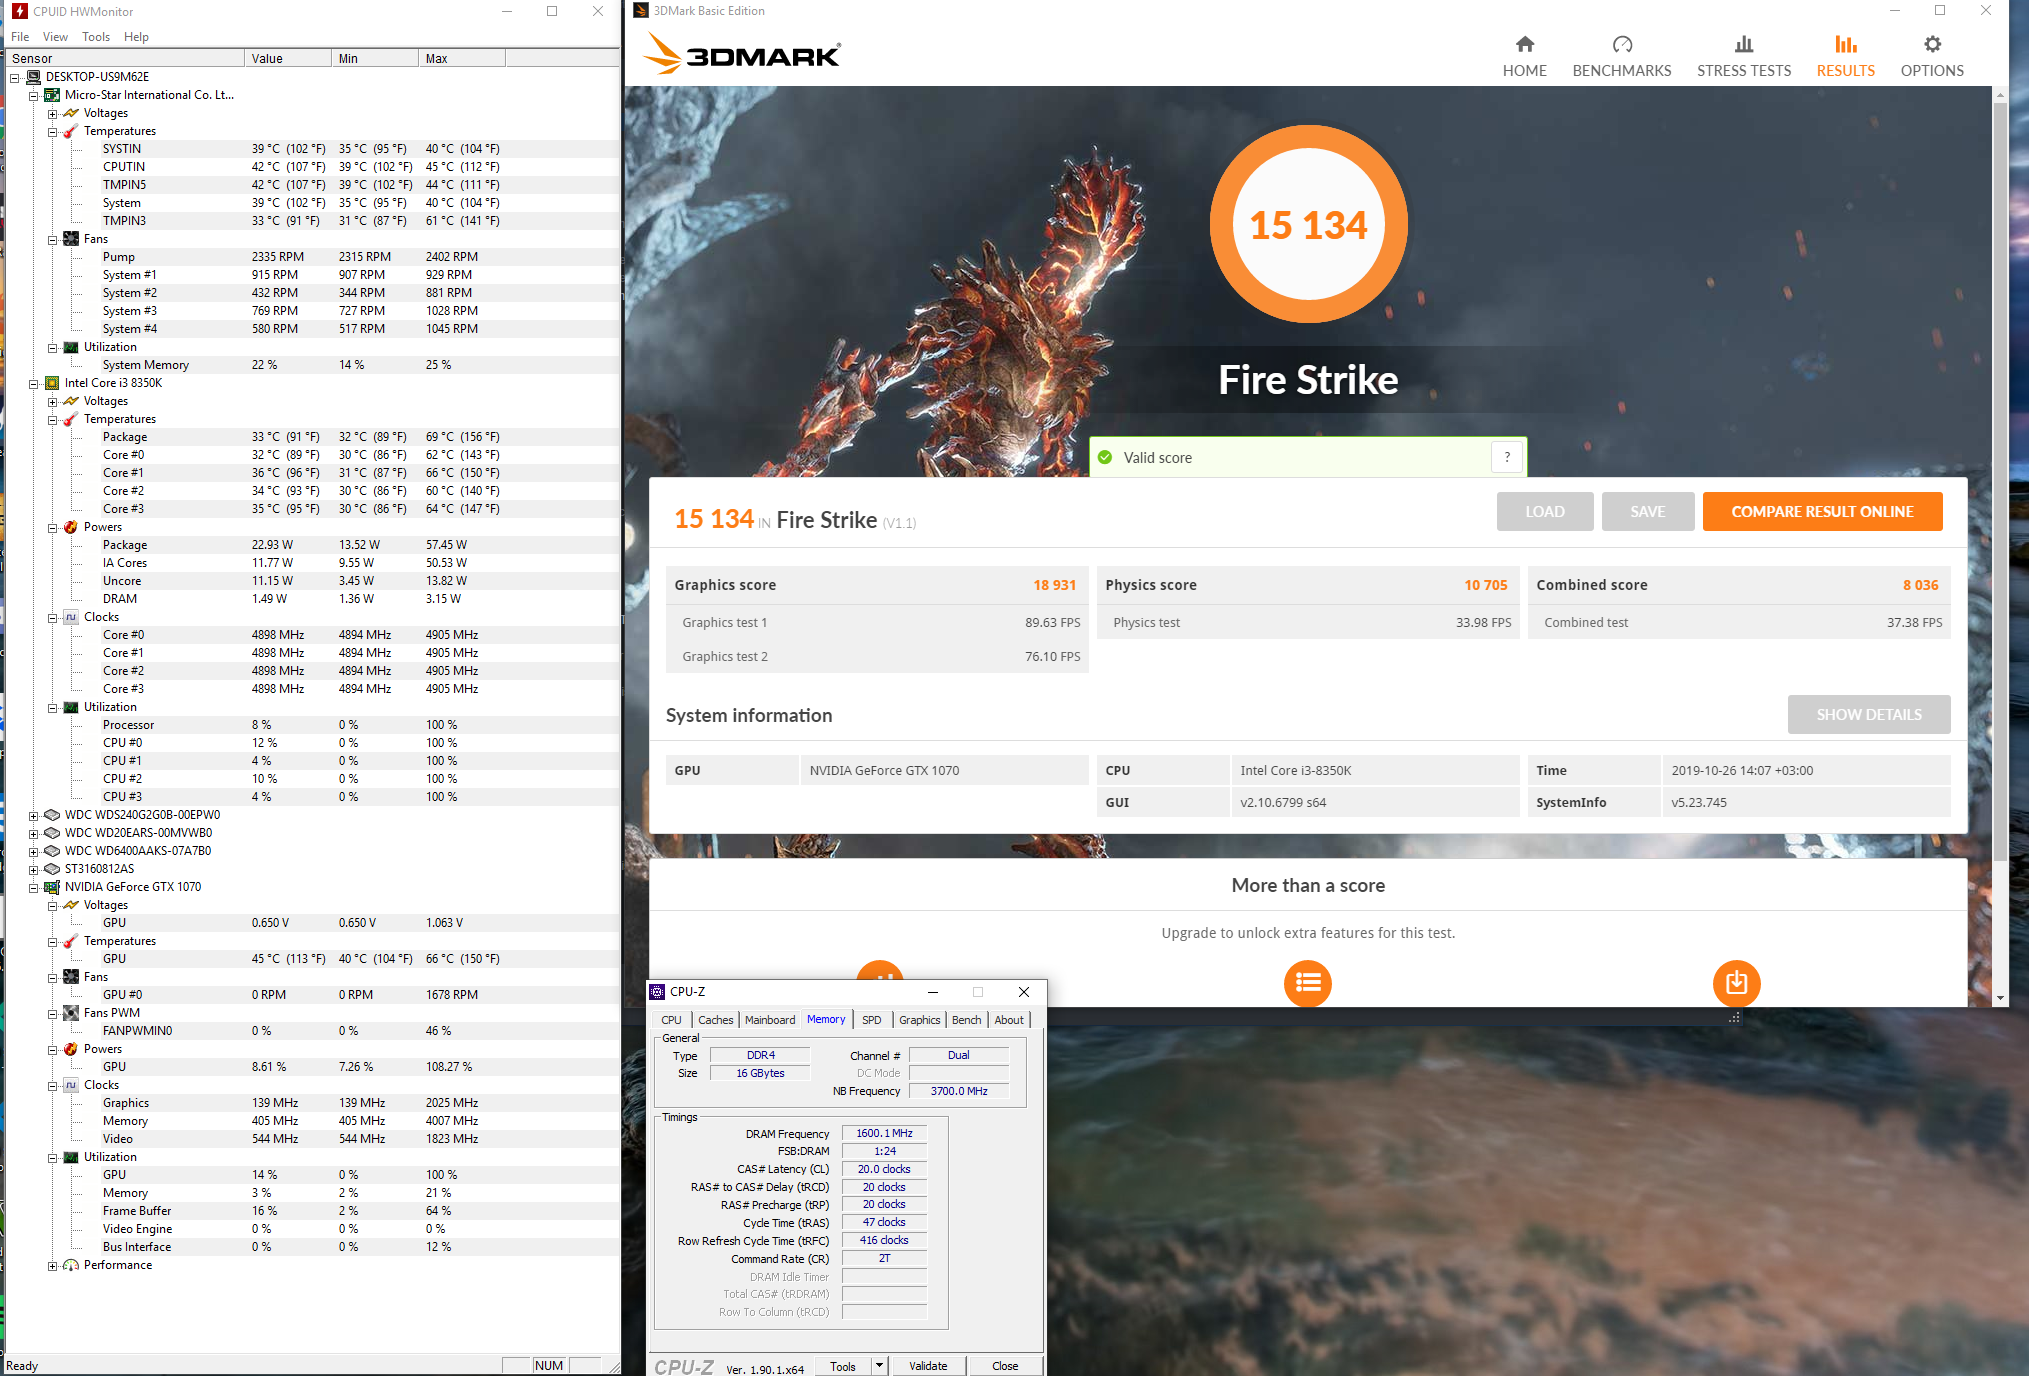 CPUID HWMonitor
File View Tools Help
Sensor Value Min Max
DESKTOP-US9M62E
Micro-Star International Co. Lt...
Voltages
Temperatures
SYSTIN 39 °C (102 °F) 35 °C (95 °F) 40 °C (104 °F)
CPUTIN 42 °C (107 °F) 39 °C (102 °F) 45 °C (112 °F)
TMPIN5 42 °C (107 °F) 39 °C (102 °F) 44 °C (111 °F)
System 39 °C (102 °F) 35 °C (95 °F) 40 °C (104 °F)
TMPIN3 33 °C (91 °F) 31 °C (87 °F) 61 °C (141 °F)
Fans
Pump 2335 RPM 2315 RPM 2402 RPM
System #1 915 RPM 907 RPM 929 RPM
System #2 432 RPM 344 RPM 881 RPM
System #3 769 RPM 727 RPM 1028 RPM
System #4 580 RPM 517 RPM 1045 RPM
Utilization
System Memory 22 % 14 % 25 %
Intel Core i3 8350K
Voltages
Temperatures
Package 33 °C (91 °F) 32 °C (89 °F) 69 °C (156 °F)
Core #0 32 °C (89 °F) 30 °C (86 °F) 62 °C (143 °F)
Core #1 36 °C (96 °F) 31 °C (87 °F) 66 °C (150 °F)
Core #2 34 °C (93 °F) 30 °C (86 °F) 60 °C (140 °F)
Core #3 35 °C (95 °F) 30 °C (86 °F) 64 °C (147 °F)
Powers
Package 22.93 W 13.52 W 57.45 W
IA Cores 11.77 W 9.55 W 50.53 W
Uncore 11.15 W 3.45 W 13.82 W
DRAM 1.49 W 1.36 W 3.15 W
Clocks
Core #0 4898 MHz 4894 MHz 4905 MHz
Core #1 4898 MHz 4894 MHz 4905 MHz
Core #2 4898 MHz 4894 MHz 4905 MHz
Core #3 4898 MHz 4894 MHz 4905 MHz
Utilization
Processor 8 % 0 % 100 %
CPU #0 12 % 0 % 100 %
CPU #1 4 % 0 % 100 %
CPU #2 10 % 0 % 100 %
CPU #3 4 % 0 % 100 %
WDC WDS240G2G0B-00EPW0
WDC WD20EARS-00MVWB0
WDC WD6400AAKS-07A7B0
ST3160812AS
NVIDIA GeForce GTX 1070
Voltages
GPU 0.650 V 0.650 V 1.063 V
Temperatures
GPU 45 °C (113 °F) 40 °C (104 °F) 66 °C (150 °F)
Fans
GPU #0 0 RPM 0 RPM 1678 RPM
Fans PWM
FANPWMIN0 0 % 0 % 46 %
Powers
GPU 8.61 % 7.26 % 108.27 %
Clocks
Graphics 139 MHz 139 MHz 2025 MHz
Memory 405 MHz 405 MHz 4007 MHz
Video 544 MHz 544 MHz 1823 MHz
Utilization
GPU 14 % 0 % 100 %
Memory 3 % 2 % 21 %
Frame Buffer 16 % 2 % 64 %
Video Engine 0 % 0 % 0 %
Bus Interface 0 % 0 % 12 %
Performance
Ready NUM
3DMark Basic Edition
3DMARK®
HOME BENCHMARKS STRESS TESTS RESULTS OPTIONS
15 134
Fire Strike
Valid score ?
15 134 IN Fire Strike (V1.1) LOAD SAVE COMPARE RESULT ONLINE
Graphics score 18 931
Graphics test 1 89.63 FPS
Graphics test 2 76.10 FPS
Physics score 10 705
Physics test 33.98 FPS
Combined score 8 036
Combined test 37.38 FPS
System information SHOW DETAILS
GPU NVIDIA GeForce GTX 1070 CPU Intel Core i3-8350K Time 2019-10-26 14:07 +03:00
GUI v2.10.6799 s64 SystemInfo v5.23.745
More than a score
Upgrade to unlock extra features for this test.
CPU-Z
CPU Caches Mainboard Memory SPD Graphics Bench About
General
Type DDR4 Channel # Dual
Size 16 GBytes DC Mode
NB Frequency 3700.0 MHz
Timings
DRAM Frequency 1600.1 MHz
FSB:DRAM 1:24
CAS# Latency (CL) 20.0 clocks
RAS# to CAS# Delay (tRCD) 20 clocks
RAS# Precharge (tRP) 20 clocks
Cycle Time (tRAS) 47 clocks
Row Refresh Cycle Time (tRFC) 416 clocks
Command Rate (CR) 2T
DRAM Idle Timer
Total CAS# (tRDRAM)
Row To Column (tRCD)
CPU-Z Ver. 1.90.1.x64 Tools Validate Close